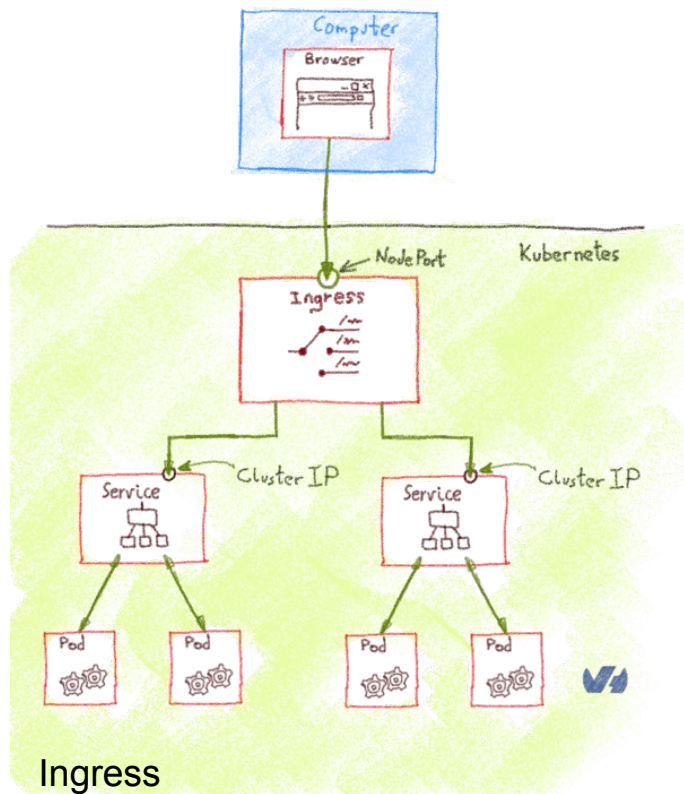 Computer
Browser
NodePort
Kubernetes
Ingress
Cluster IP
Cluster IP
Service
Service
Pod
Pod
Pod
Pod
Ingress